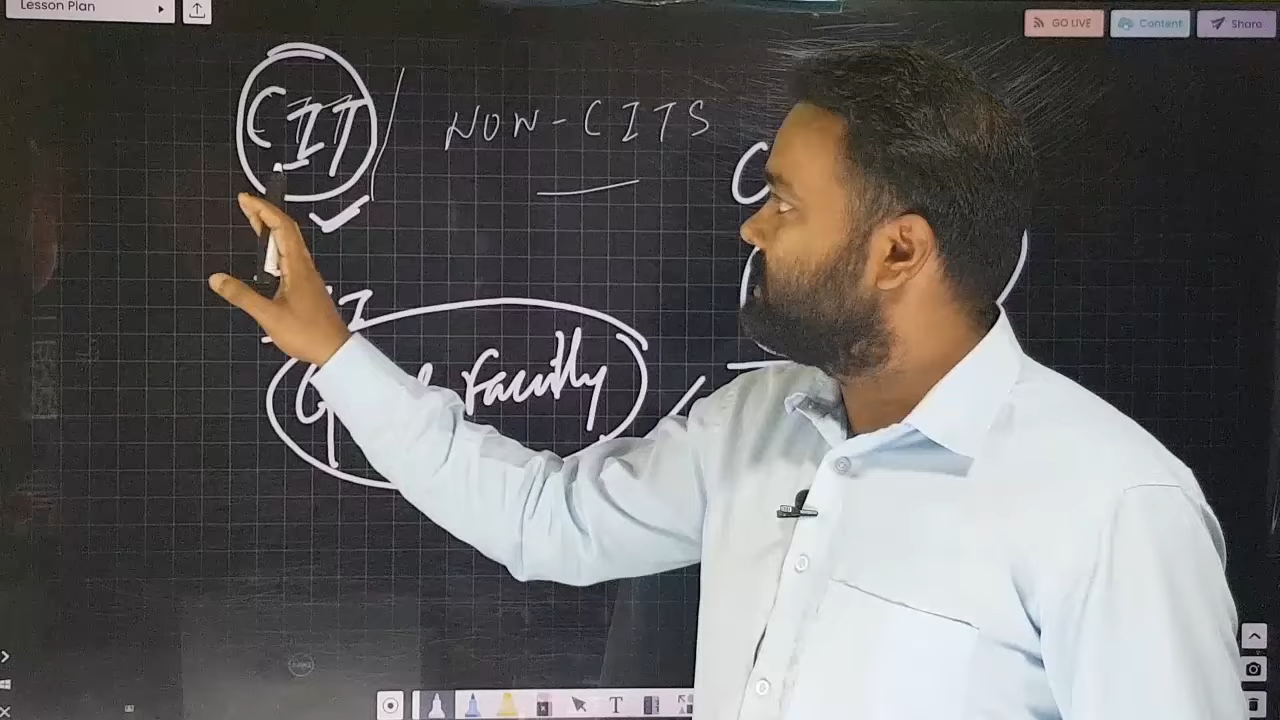 Lesson Plan
GO LIVE
Content
Share
CIT
NON-CITS
Faculty
T